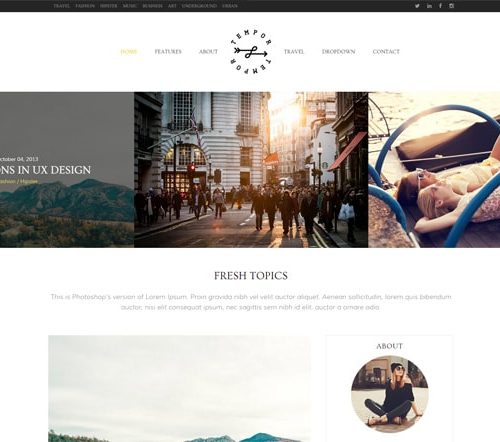 TRAVEL FASHION HIPSTER MUSIC BUSINESS ART UNDERGROUND URBAN
HOME FEATURES ABOUT TEMPOR TEMPOR TRAVEL DROPDOWN CONTACT
ctober 04, 2013
NS IN UX DESIGN
ashion / Hipster
FRESH TOPICS
This is Photoshop's version of Lorem Ipsum. Proin gravida nibh vel velit auctor aliquet. Aenean sollicitudin, lorem quis bibendum
auctor, nisi elit consequat ipsum, nec sagittis sem nibh id elit. auctor a ornare odio.
ABOUT